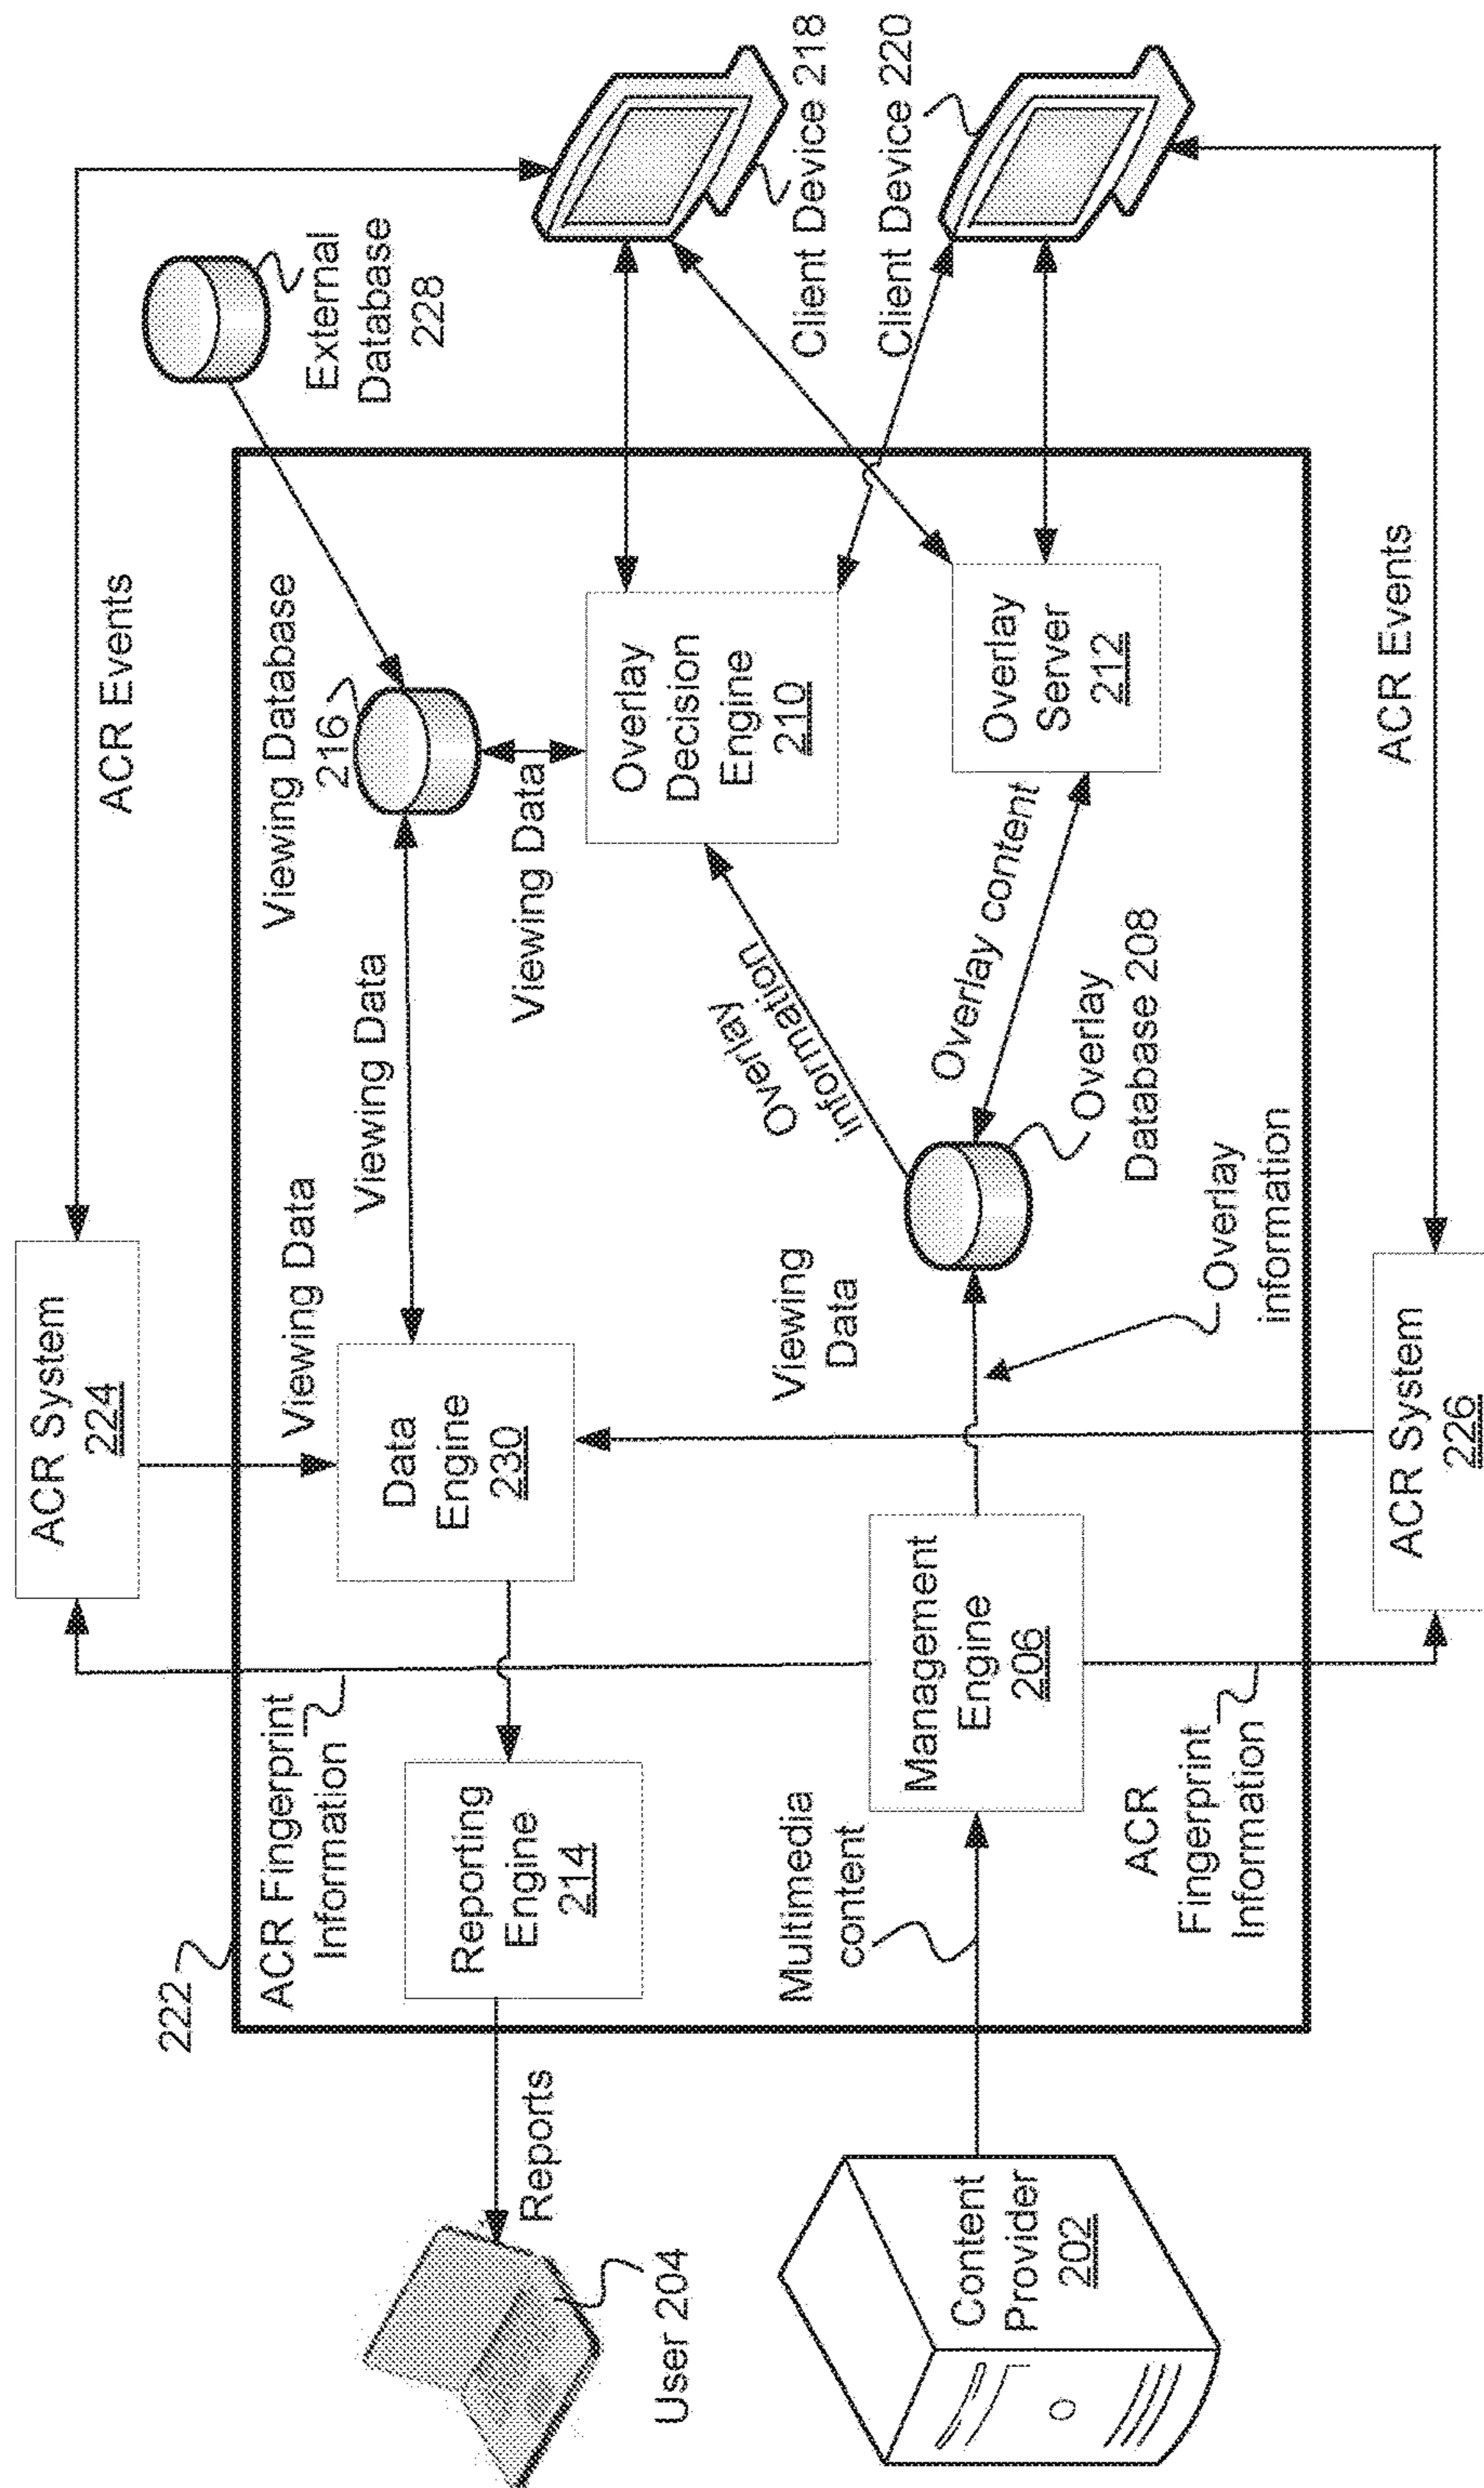 ACR System
224
ACR Events
222
ACR Fingerprint
Information
Viewing Data
Viewing Data
Viewing Database
216
External
Database
228
Reports
User 204
Reporting
Engine
214
Data
Engine
230
Viewing Data
Overlay
Decision
Engine
210
Client Device 218
Overlay
information
Viewing
Data
Multimedia
content
Content
Provider
202
Management
Engine
206
Overlay content
Overlay
Server
212
Client Device 220
Overlay
Database 208
Overlay
information
ACR
Fingerprint
Information
ACR System
226
ACR Events